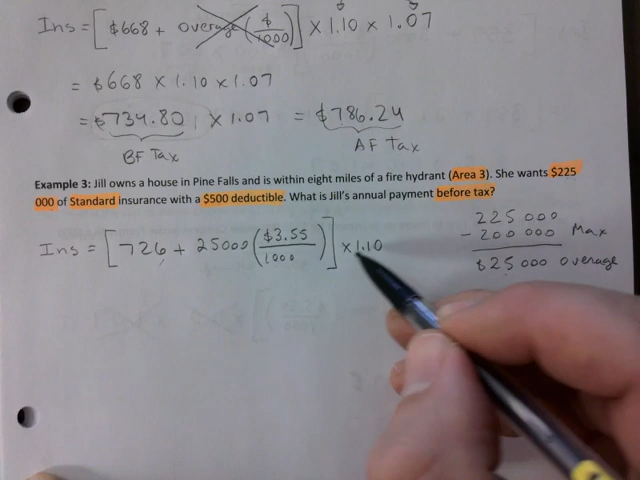 Ins = [ $668 + overage ( $ / 1000 ) ] × 1.10 × 1.07
= $668 × 1.10 × 1.07
= $734.80 × 1.07 = $786.24
BF Tax AF Tax
Example 3: Jill owns a house in Pine Falls and is within eight miles of a fire hydrant (Area 3). She wants $225
000 of Standard insurance with a $500 deductible. What is Jill's annual payment before tax?
225 000
- 200 000 Max
$25 000 overage
Ins = [ 726 + 25000 ( $3.55 / 1000 ) ] × 1.10